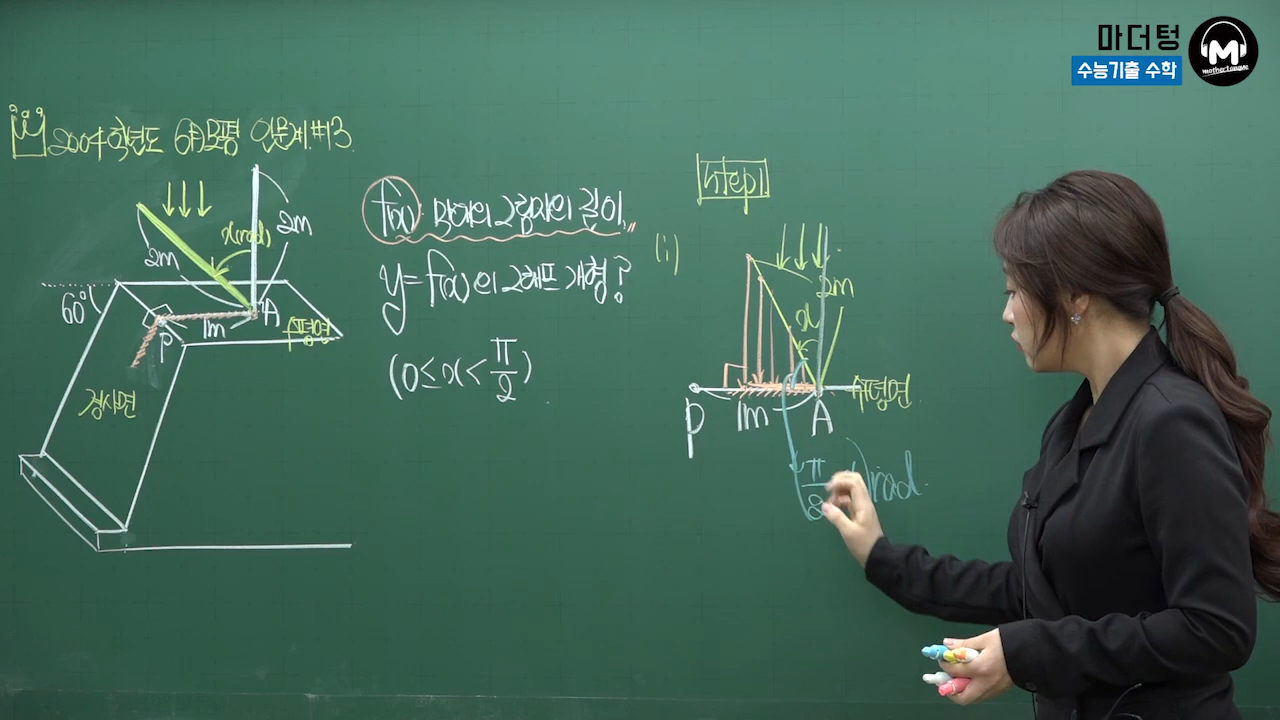 마더텅
수능기출 수학
M
mothertongue
2004학년도 6月모평 인문계#13.
x(rad)
2m
2m
60°
1m
A
P
수평면
경사면
f(x): 막대의 그림자의 길이.
y=f(x)의 그래프 개형?
(0≤x<π/2)
Step1
(i)
2m
x
P
1m
A
수평면
π/2
rad.